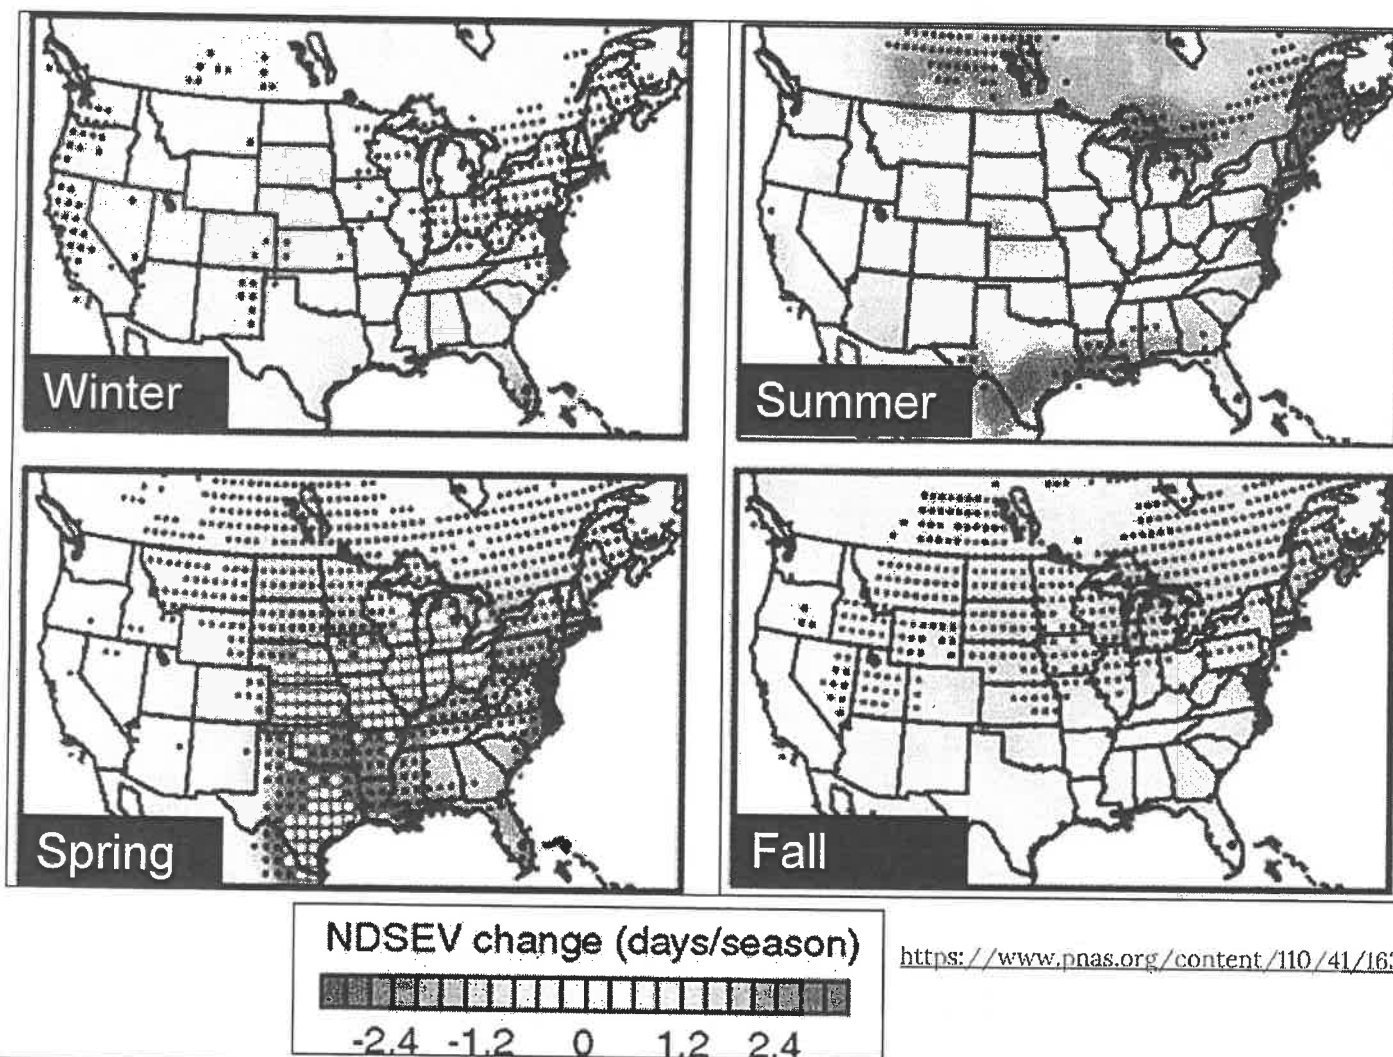 Winter
Summer
Spring
Fall
NDSEV change (days/season)
-2.4 -1.2 0 1.2 2.4
https://www.pnas.org/content/110/41/163